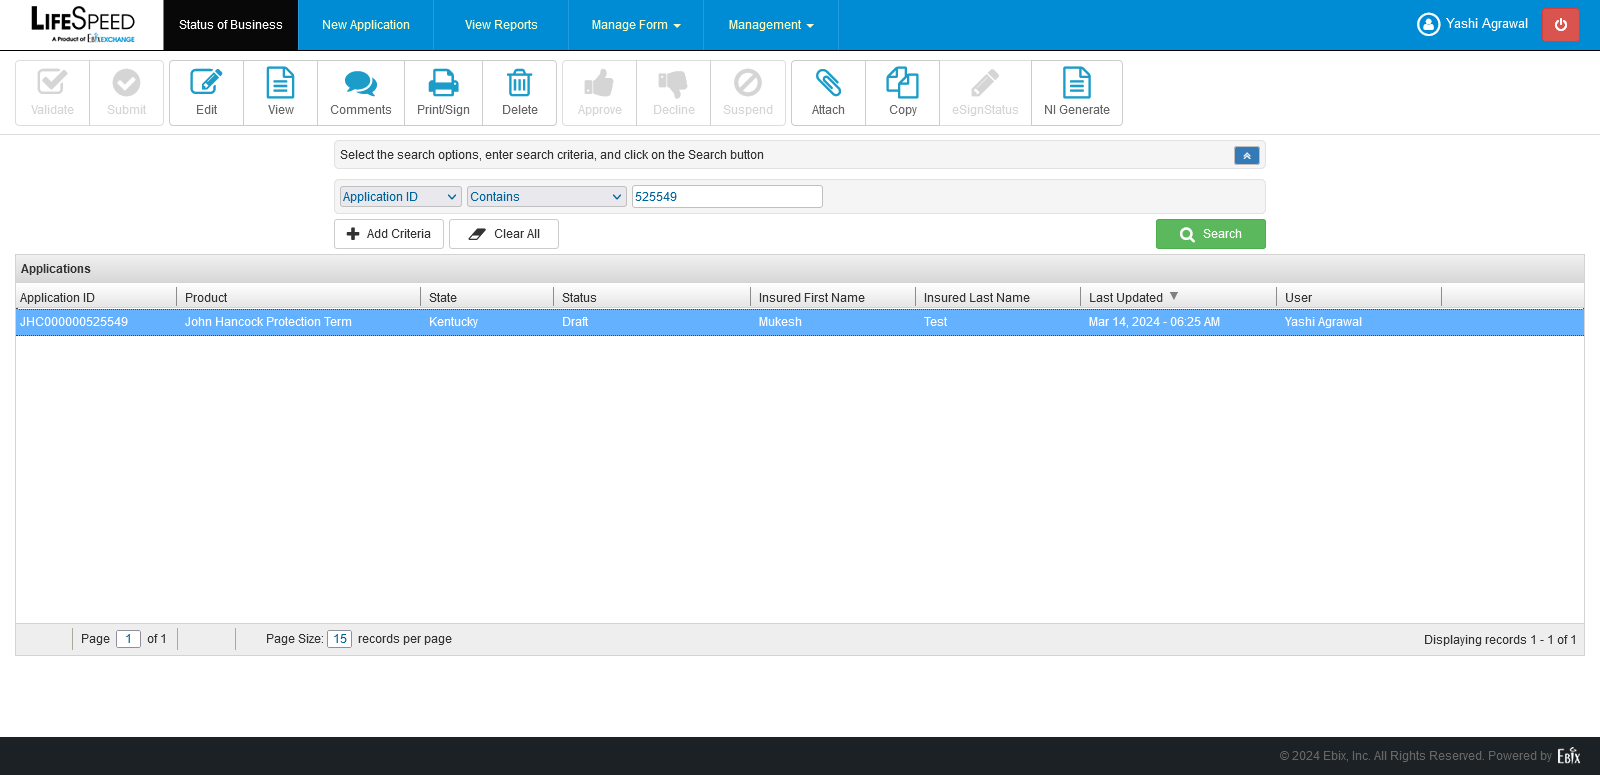 LIFESPEED
A Product of EbixEXCHANGE
Status of Business
New Application
View Reports
Manage Form
Management
Yashi Agrawal
Validate
Submit
Edit
View
Comments
Print/Sign
Delete
Approve
Decline
Suspend
Attach
Copy
eSignStatus
NI Generate
Select the search options, enter search criteria, and click on the Search button
Application ID
Contains
525549
Add Criteria
Clear All
Search
Applications
Application ID Product State Status Insured First Name Insured Last Name Last Updated User
JHC000000525549 John Hancock Protection Term Kentucky Draft Mukesh Test Mar 14, 2024 - 06:25 AM Yashi Agrawal
Page 1 of 1 Page Size: 15 records per page Displaying records 1 - 1 of 1
© 2024 Ebix, Inc. All Rights Reserved. Powered by Ebix